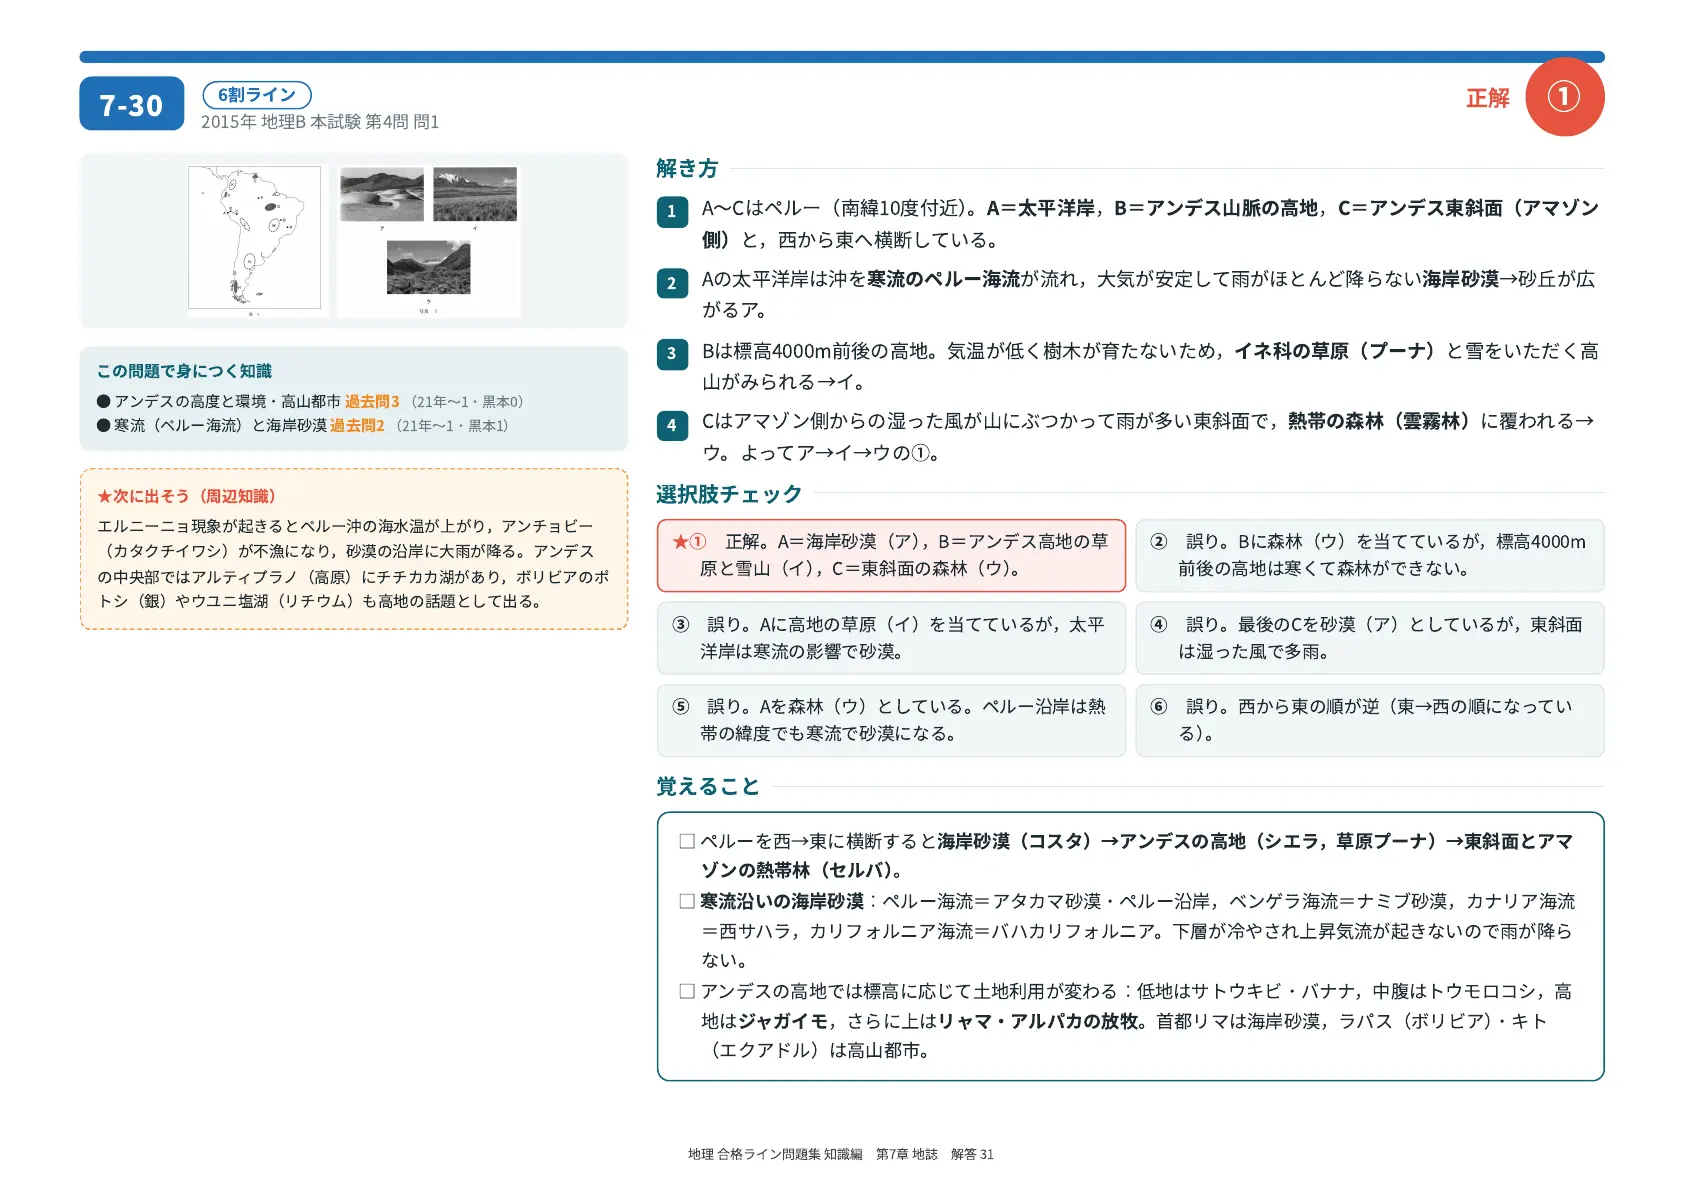 7-30
6割ライン
2015年 地理B 本試験 第4問 問1
正解
①
ア
イ
ウ
この問題で身につく知識
●アンデスの高度と環境・高山都市 過去問3 (21年〜1・黒本0)
●寒流（ペルー海流）と海岸砂漠 過去問2 (21年〜1・黒本1)
★次に出そう（周辺知識）
エルニーニョ現象が起きるとペルー沖の海水温が上がり，アンチョビー
（カタクチイワシ）が不漁になり，砂漠の沿岸に大雨が降る。アンデス
の中央部ではアルティプラノ（高原）にチチカカ湖があり，ボリビアのポ
トシ（銀）やウユニ塩湖（リチウム）も高地の話題として出る。
解き方
1 A〜Cはペルー（南緯10度付近）。A＝太平洋岸，B＝アンデス山脈の高地，C＝アンデス東斜面（アマゾン
側）と，西から東へ横断している。
2 Aの太平洋岸は沖を寒流のペルー海流が流れ，大気が安定して雨がほとんど降らない海岸砂漠→砂丘が広
がるア。
3 Bは標高4000m前後の高地。気温が低く樹木が育たないため，イネ科の草原（プーナ）と雪をいただく高
山がみられる→イ。
4 Cはアマゾン側からの湿った風が山にぶつかって雨が多い東斜面で，熱帯の森林（雲霧林）に覆われる→
ウ。よってア→イ→ウの①。
選択肢チェック
★① 正解。A＝海岸砂漠（ア），B＝アンデス高地の草
原と雪山（イ），C＝東斜面の森林（ウ）。
② 誤り。Bに森林（ウ）を当てているが，標高4000m
前後の高地は寒くて森林ができない。
③ 誤り。Aに高地の草原（イ）を当てているが，太平
洋岸は寒流の影響で砂漠。
④ 誤り。最後のCを砂漠（ア）としているが，東斜面
は湿った風で多雨。
⑤ 誤り。Aを森林（ウ）としている。ペルー沿岸は熱
帯の緯度でも寒流で砂漠になる。
⑥ 誤り。西から東の順が逆（東→西の順になってい
る）。
覚えること
□ ペルーを西→東に横断すると海岸砂漠（コスタ）→アンデスの高地（シエラ，草原プーナ）→東斜面とアマ
ゾンの熱帯林（セルバ）。
□ 寒流沿いの海岸砂漠：ペルー海流＝アタカマ砂漠・ペルー沿岸，ベンゲラ海流＝ナミブ砂漠，カナリア海流
＝西サハラ，カリフォルニア海流＝バハカリフォルニア。下層が冷やされ上昇気流が起きないので雨が降ら
ない。
□ アンデスの高地では標高に応じて土地利用が変わる：低地はサトウキビ・バナナ，中腹はトウモロコシ，高
地はジャガイモ，さらに上はリャマ・アルパカの放牧。首都リマは海岸砂漠，ラパス（ボリビア）・キト
（エクアドル）は高山都市。
地理 合格ライン問題集 知識編 第7章 地誌 解答 31